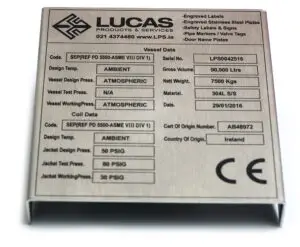 LUCAS
PRODUCTS & SERVICES
021 4374480 www.LPS.ie
-Engraved Labels
-Engraved Stainless Steel Plates
-Safety Labels & Signs
-Pipe Markers / Valve Tags
-Door Name Plates
Vessel Data
Code. SEP(REF PD 5500-ASME VIII DIV 1) Serial No. LPS0042516
Design Temp. AMBIENT Gross Volume. 90,000 Ltrs
Vessel Design Press. ATMOSPHERIC Nett Weight. 7500 Kgs
Vessel Test Press. N/A Material. 304L S/S
Vessel WorkingPress. ATMOSPHERIC Date. 29/01/2016
Coil Data
Code. SEP(REF PD 5500-ASME VIII DIV 1) Cart Of Origin Number. AB48972
Design Temp. AMBIENT Country Of Origin. Ireland
Jacket Design Press. 50 PSIG
Jacket Test Press. 80 PSIG
Jacket WorkingPress. 50 PSIG
CE